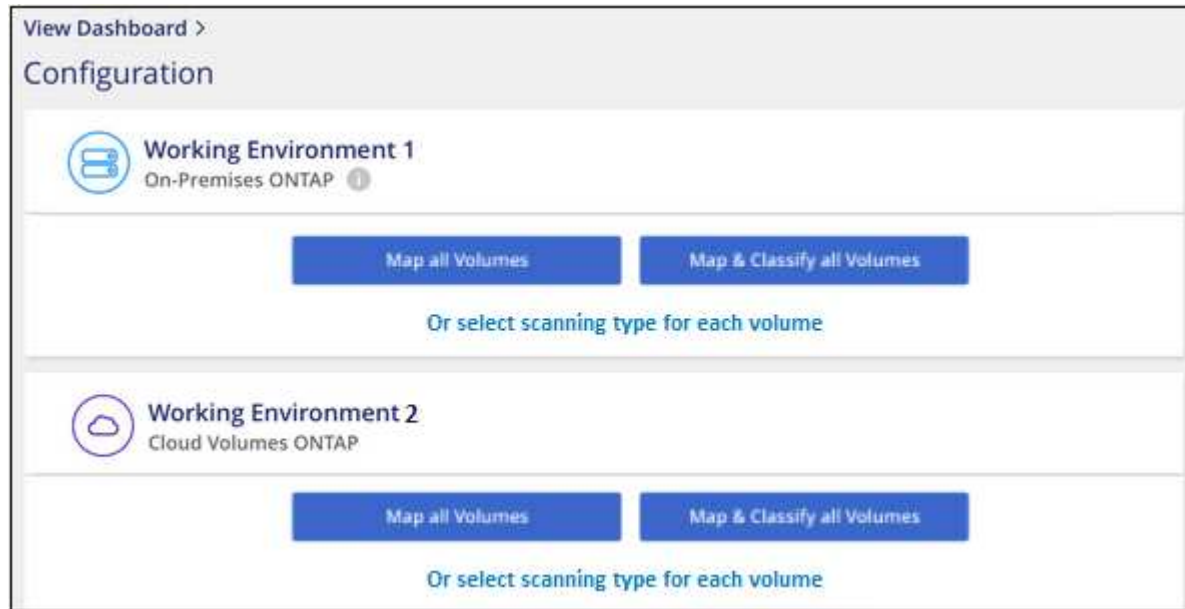 View Dashboard >
Configuration
Working Environment 1
On-Premises ONTAP i
Map all Volumes
Map & Classify all Volumes
Or select scanning type for each volume
Working Environment 2
Cloud Volumes ONTAP
Map all Volumes
Map & Classify all Volumes
Or select scanning type for each volume